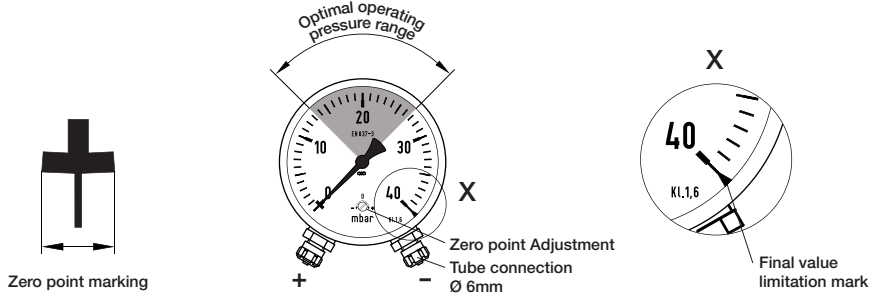 Optimal operating
pressure range
X
20
EN 837-3
10
30
40
0
40
X
Kl.1,6
0
- +
mbar
Kl.1,6
Zero point Adjustment
Tube connection
Ø 6mm
+
-
Zero point marking
Final value
limitation mark